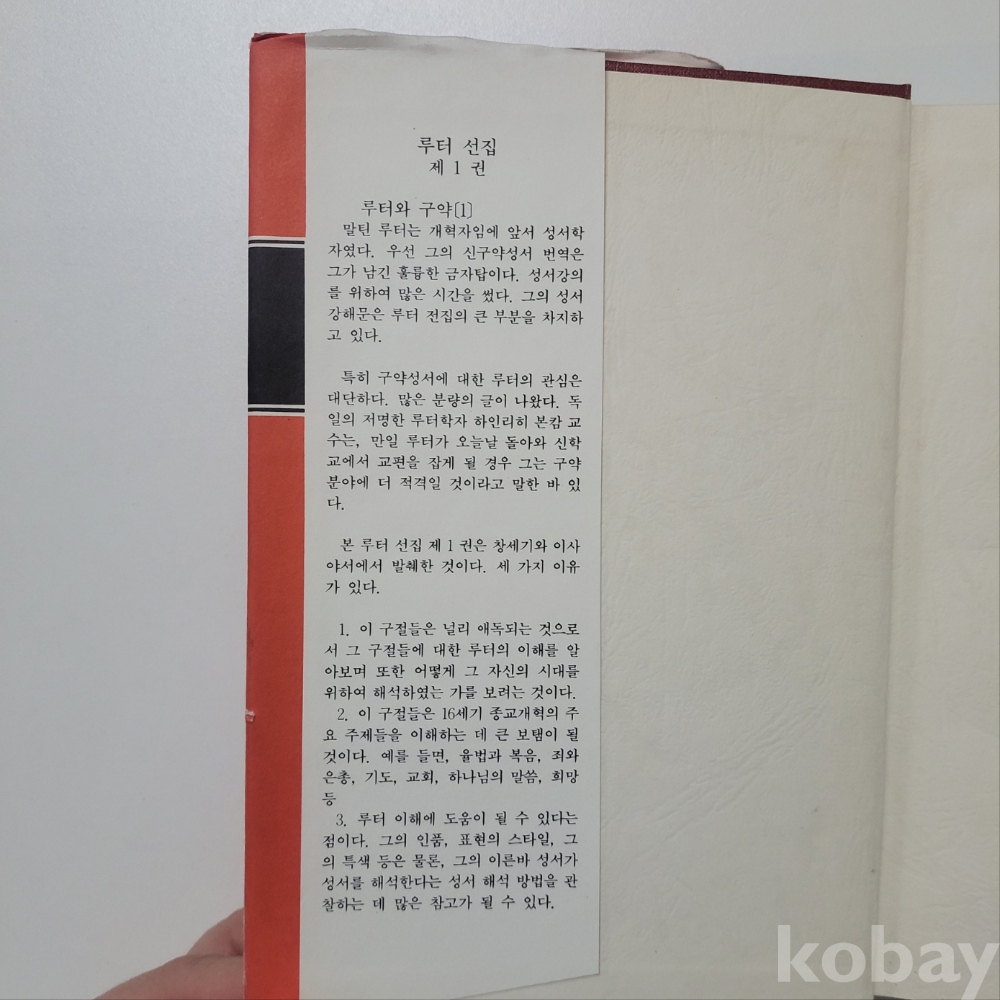 루터 선집
제 1 권
루터와 구약〔1〕
말틴 루터는 개혁자임에 앞서 성서학
자였다. 우선 그의 신구약성서 번역은
그가 남긴 훌륭한 금자탑이다. 성서강의
를 위하여 많은 시간을 썼다. 그의 성서
강해문은 루터 전집의 큰 부분을 차지하
고 있다.
특히 구약성서에 대한 루터의 관심은
대단하다. 많은 분량의 글이 나왔다. 독
일의 저명한 루터학자 하인리히 본캄 교
수는, 만일 루터가 오늘날 돌아와 신학
교에서 교편을 잡게 될 경우 그는 구약
분야에 더 적격일 것이라고 말한 바 있
다.
본 루터 선집 제 1 권은 창세기와 이사
야서에서 발췌한 것이다. 세 가지 이유
가 있다.
1. 이 구절들은 널리 애독되는 것으로
서 그 구절들에 대한 루터의 이해를 알
아보며 또한 어떻게 그 자신의 시대를
위하여 해석하였는 가를 보려는 것이다.
2. 이 구절들은 16세기 종교개혁의 주
요 주제들을 이해하는 데 큰 보탬이 될
것이다. 예를 들면, 율법과 복음, 죄와
은총, 기도, 교회, 하나님의 말씀, 희망
등
3. 루터 이해에 도움이 될 수 있다는
점이다. 그의 인품, 표현의 스타일, 그
의 특색 등은 물론, 그의 이른바 성서가
성서를 해석한다는 성서 해석 방법을 관
찰하는 데 많은 참고가 될 수 있다.
kobay